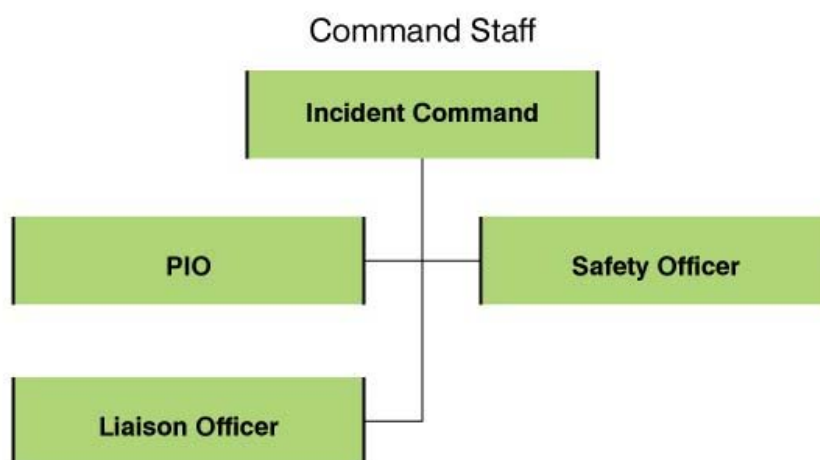 Command Staff
Incident Command
PIO
Safety Officer
Liaison Officer